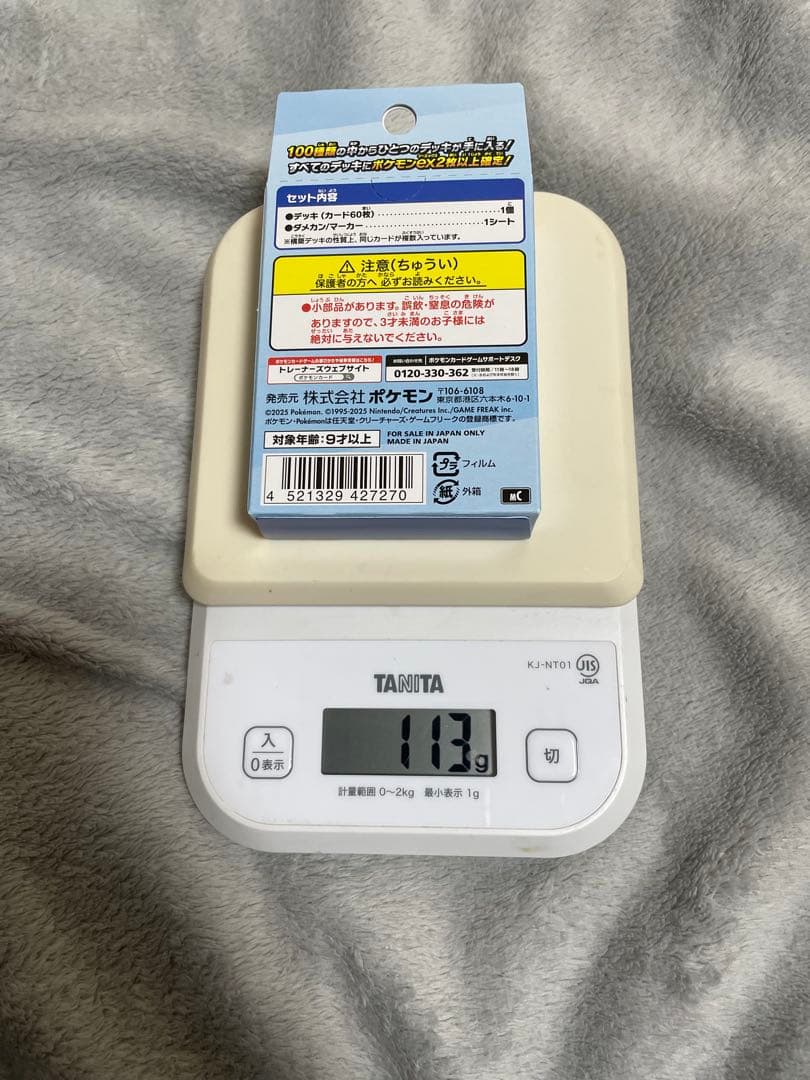 100種類の中からひとつのデッキが手に入る!
すべてのデッキにポケモンex2枚以上確定!
セット内容
●デッキ(カード60枚)……………………1個
●ダメカン/マーカー……………………1シート
※構築デッキの性質上、同じカードが複数入っています。
⚠ 注意(ちゅうい)
保護者の方へ 必ずお読みください。
●小部品があります。誤飲・窒息の危険が
ありますので、3才未満のお子様には
絶対に与えないでください。
トレーナーズウェブサイト
ポケモンカード
ポケモンカードゲームサポートデスク
0120-330-362
発売元 株式会社 ポケモン 〒106-6108
東京都港区六本木6-10-1
©2025 Pokémon. ©1995-2025 Nintendo/Creatures Inc./GAME FREAK inc.
ポケモン・Pokémonは任天堂・クリーチャーズ・ゲームフリークの登録商標です。
対象年齢:9才以上
FOR SALE IN JAPAN ONLY
MADE IN JAPAN
4 521329 427270
プラ フィルム
紙 外箱
MC
KJ-NT01 JIS
JQA
TANITA
入
0表示
113g
切
計量範囲 0〜2kg 最小表示 1g